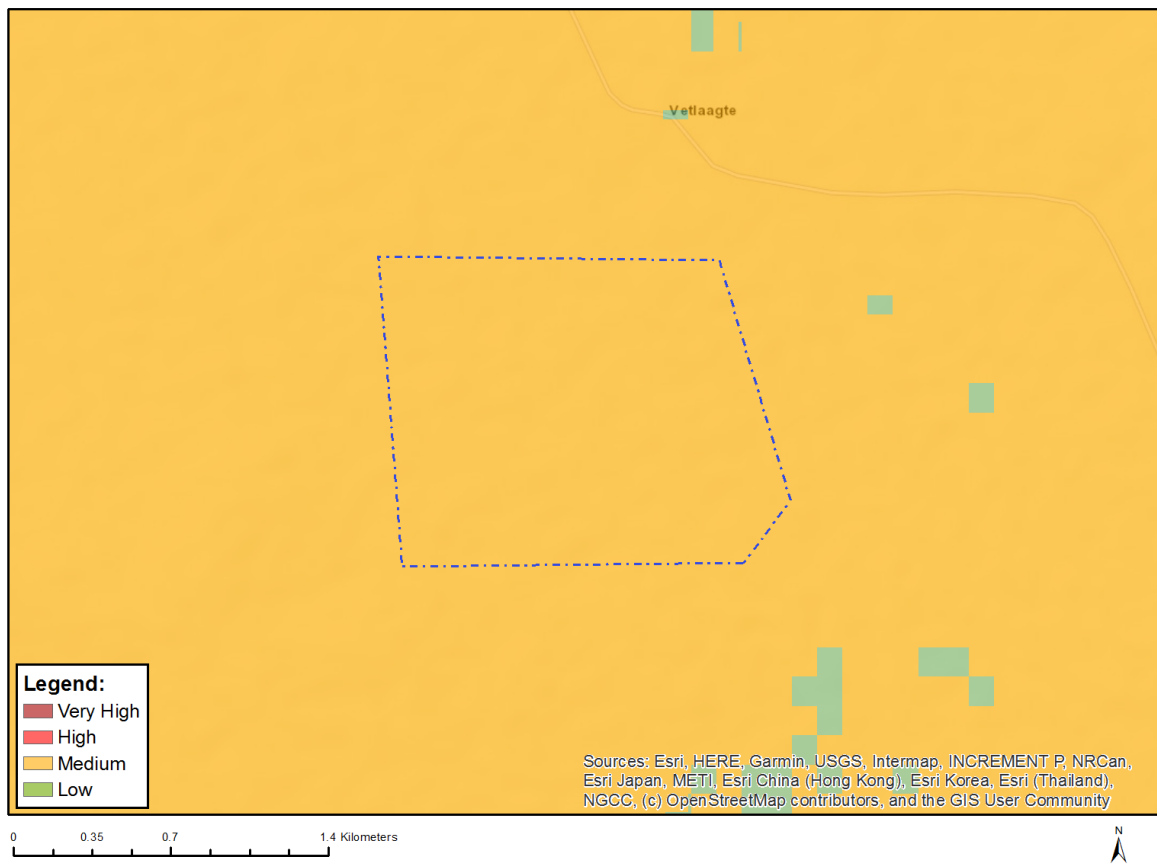 Vetlaagte
Legend:
Very High
High
Medium
Low
Sources: Esri, HERE, Garmin, USGS, Intermap, INCREMENT P, NRCan,
Esri Japan, METI, Esri China (Hong Kong), Esri Korea, Esri (Thailand),
NGCC, (c) OpenStreetMap contributors, and the GIS User Community
0 0.35 0.7 1.4 Kilometers
N